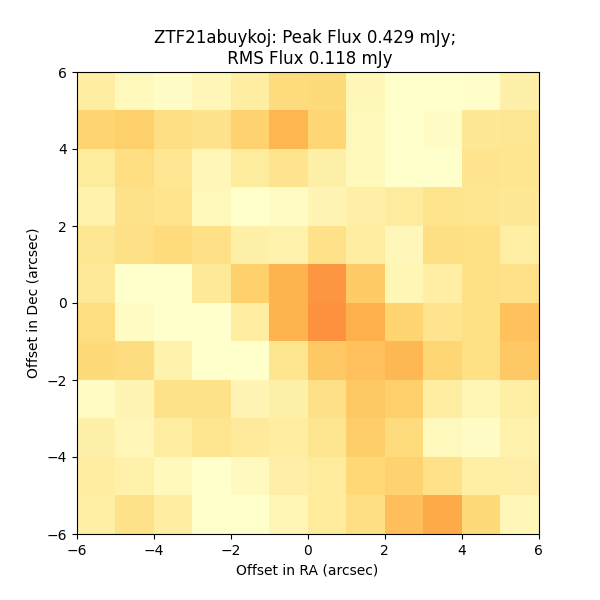 ZTF21abuykoj: Peak Flux 0.429 mJy;
RMS Flux 0.118 mJy
6
4
2
0
−2
−4
−6
Offset in Dec (arcsec)
−6 −4 −2 0 2 4 6
Offset in RA (arcsec)